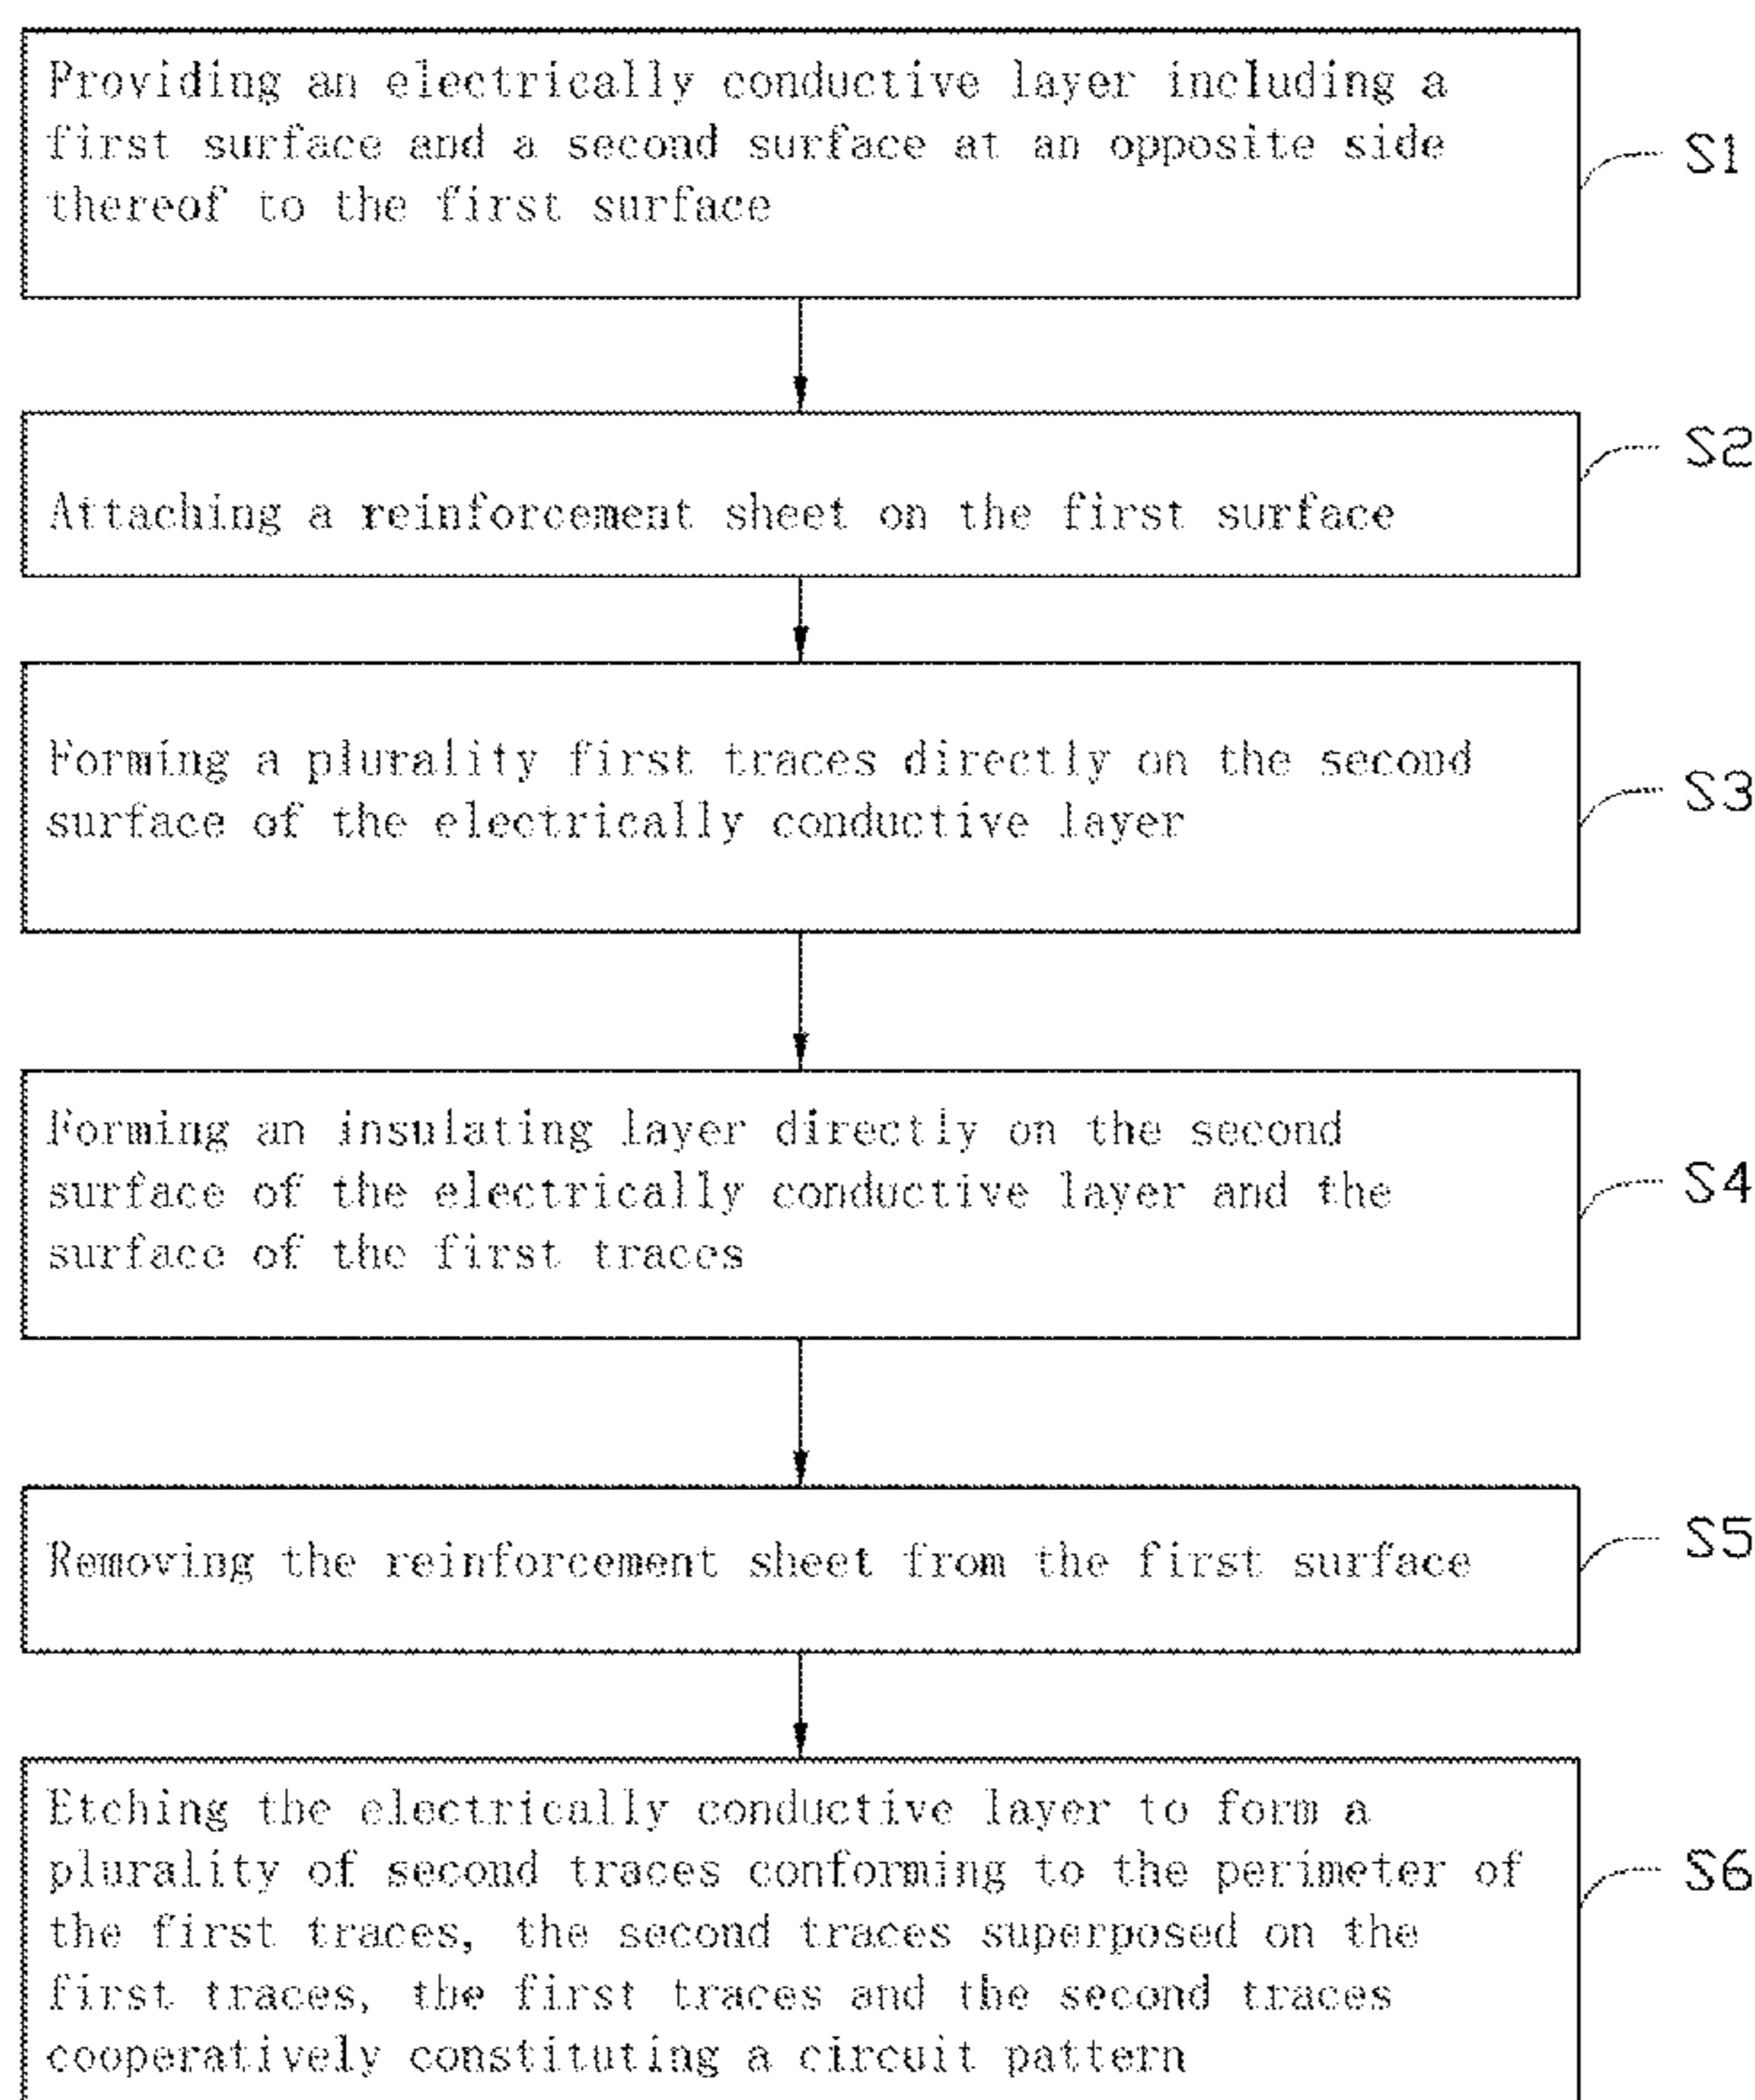 Providing an electrically conductive layer including a
first surface and a second surface at an opposite side
thereof to the first surface
S1
Attaching a reinforcement sheet on the first surface
S2
Forming a plurality first traces directly on the second
surface of the electrically conductive layer
S3
Forming an insulating layer directly on the second
surface of the electrically conductive layer and the
surface of the first traces
S4
Removing the reinforcement sheet from the first surface
S5
Etching the electrically conductive layer to form a
plurality of second traces conforming to the perimeter of
the first traces, the second traces superposed on the
first traces, the first traces and the second traces
cooperatively constituting a circuit pattern
S6